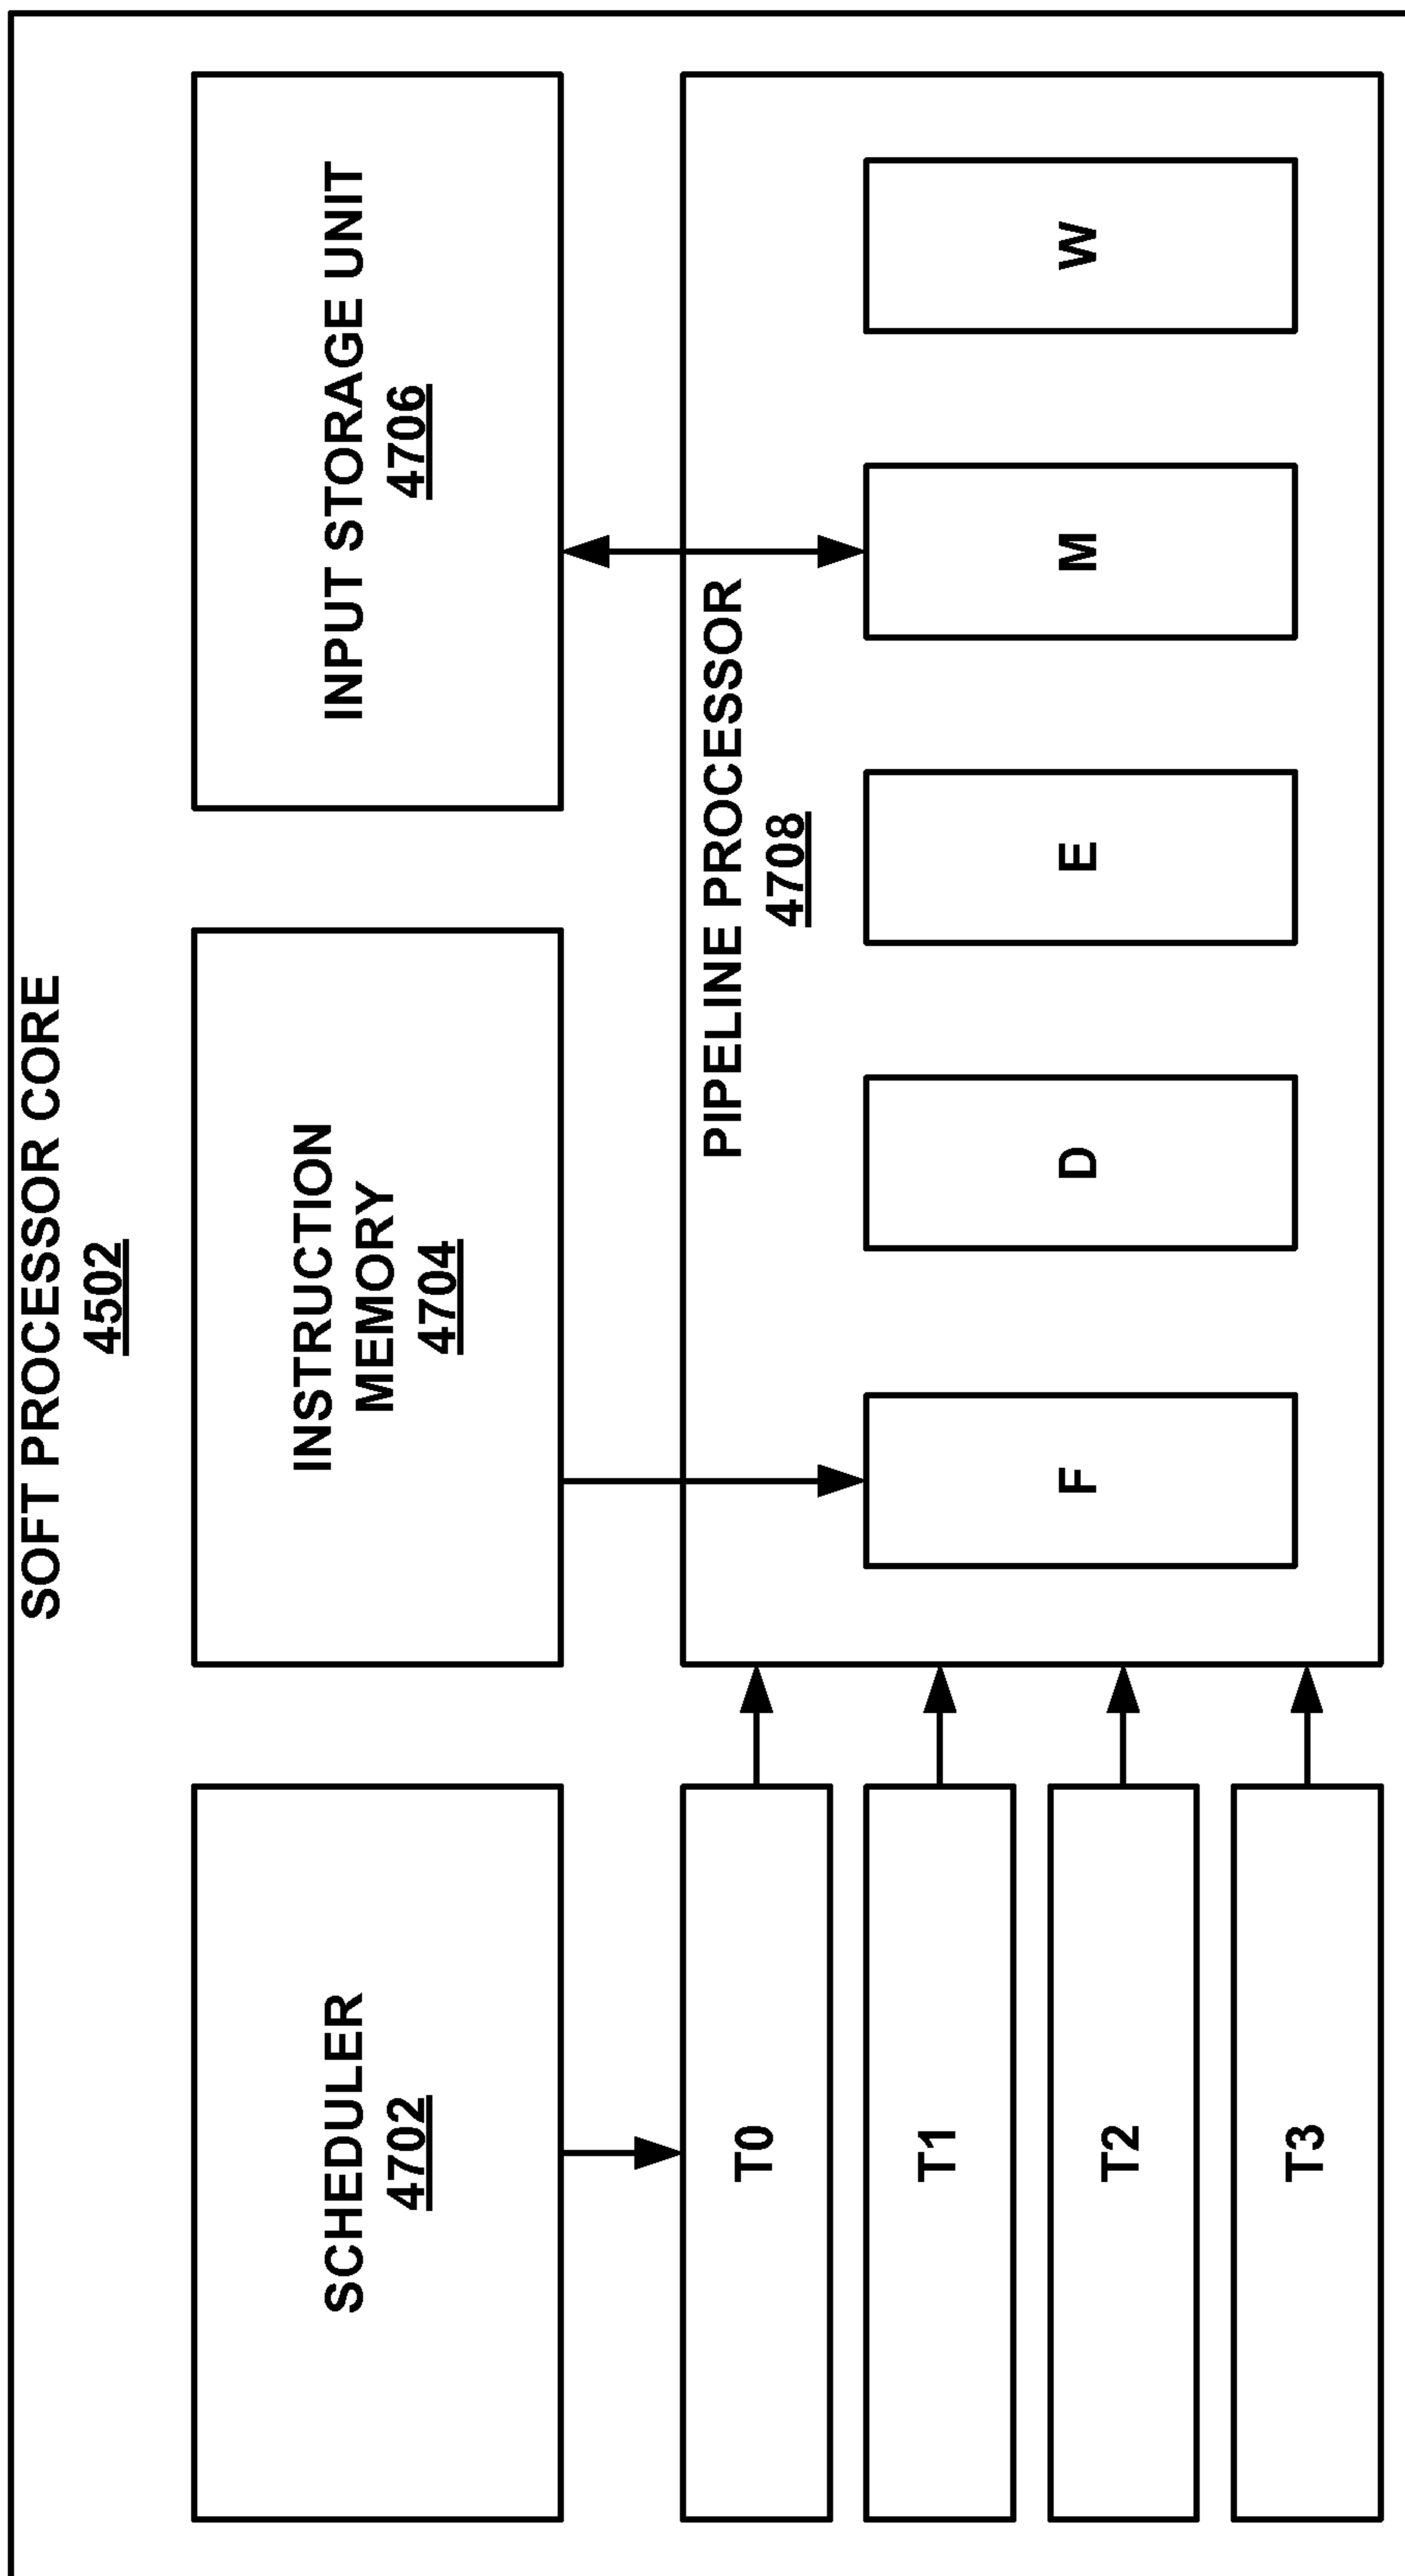 SOFT PROCESSOR CORE
4502
SCHEDULER
4702
INSTRUCTION
MEMORY
4704
INPUT STORAGE UNIT
4706
T0
T1
T2
T3
PIPELINE PROCESSOR
4708
F
D
E
M
W